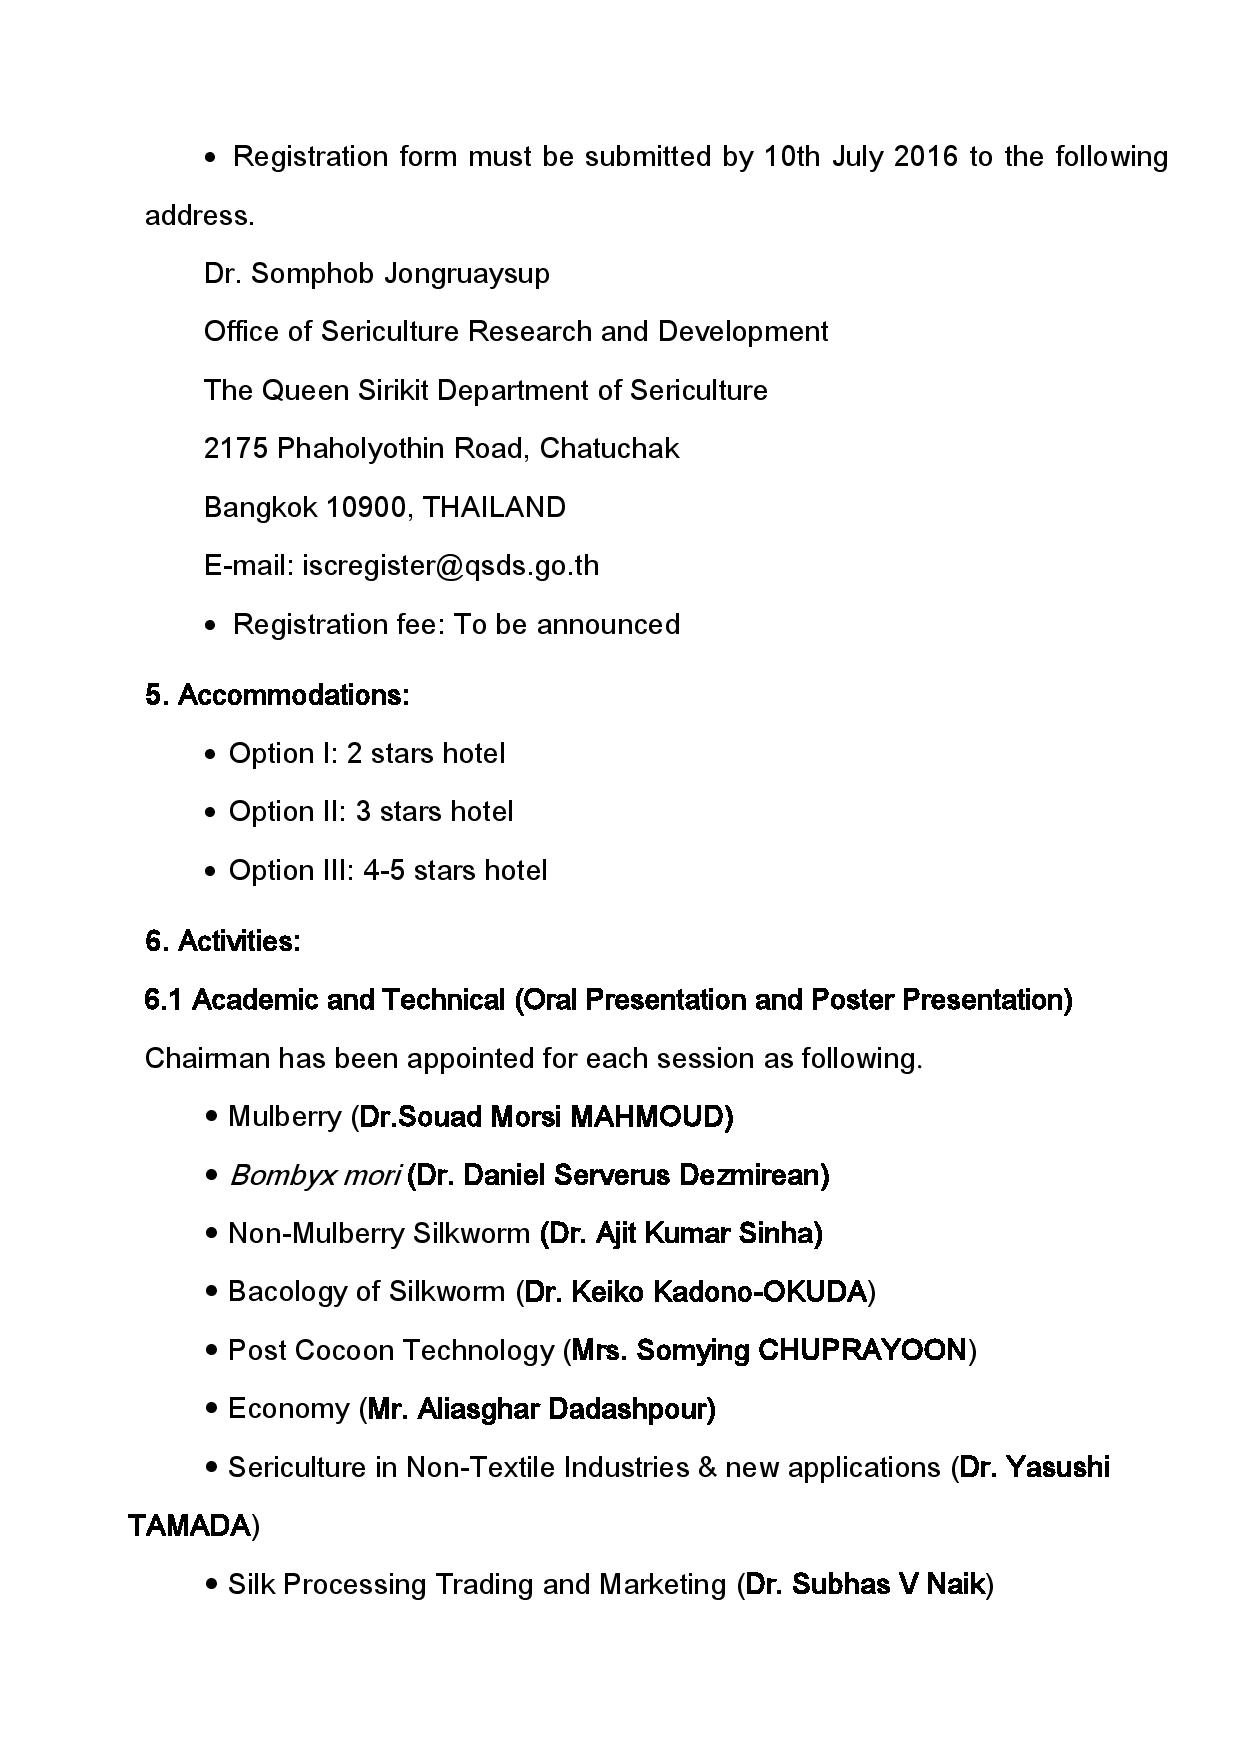 • Registration form must be submitted by 10th July 2016 to the following
address.
Dr. Somphob Jongruaysup
Office of Sericulture Research and Development
The Queen Sirikit Department of Sericulture
2175 Phaholyothin Road, Chatuchak
Bangkok 10900, THAILAND
E-mail: iscregister@qsds.go.th
• Registration fee: To be announced
5. Accommodations:
• Option I: 2 stars hotel
• Option II: 3 stars hotel
• Option III: 4-5 stars hotel
6. Activities:
6.1 Academic and Technical (Oral Presentation and Poster Presentation)
Chairman has been appointed for each session as following.
• Mulberry (Dr.Souad Morsi MAHMOUD)
• Bombyx mori (Dr. Daniel Serverus Dezmirean)
• Non-Mulberry Silkworm (Dr. Ajit Kumar Sinha)
• Bacology of Silkworm (Dr. Keiko Kadono-OKUDA)
• Post Cocoon Technology (Mrs. Somying CHUPRAYOON)
• Economy (Mr. Aliasghar Dadashpour)
• Sericulture in Non-Textile Industries & new applications (Dr. Yasushi
TAMADA)
• Silk Processing Trading and Marketing (Dr. Subhas V Naik)